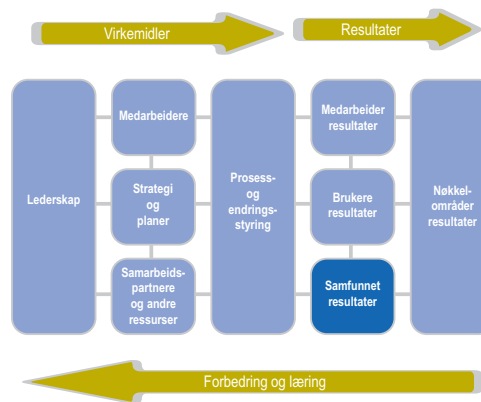 Virkemidler
Resultater
Lederskap
Medarbeidere
Strategi
og
planer
Samarbeids-
partnere
og andre
ressurser
Prosess-
og
endrings-
styring
Medarbeider
resultater
Brukere
resultater
Samfunnet
resultater
Nøkkel-
områder
resultater
Forbedring og læring